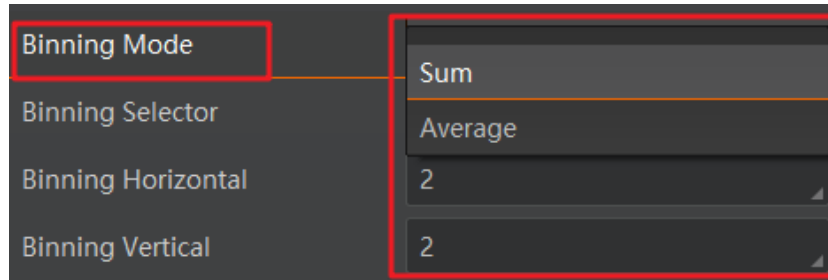 Binning Mode
Sum
Binning Selector
Average
Binning Horizontal 2
Binning Vertical 2